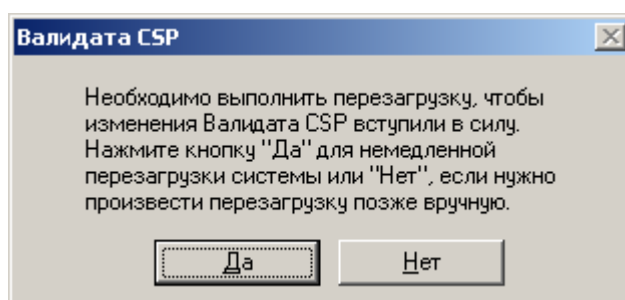 Валидата CSP
Необходимо выполнить перезагрузку, чтобы
изменения Валидата CSP вступили в силу.
Нажмите кнопку "Да" для немедленной
перезагрузки системы или "Нет", если нужно
произвести перезагрузку позже вручную.
Да
Нет